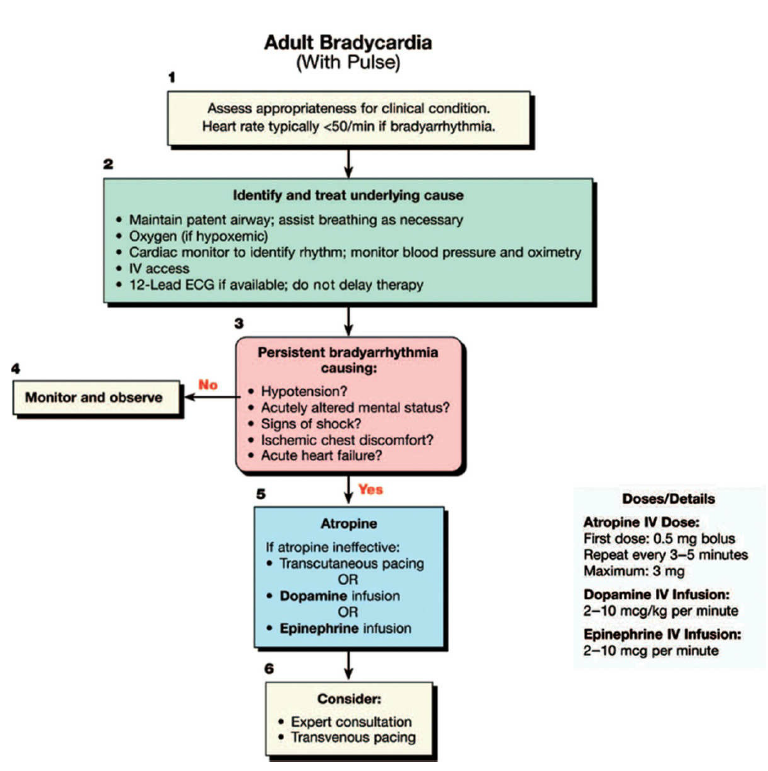 Adult Bradycardia
(With Pulse)
1
Assess appropriateness for clinical condition.
Heart rate typically <50/min if bradyarrhythmia.
2
Identify and treat underlying cause
• Maintain patent airway; assist breathing as necessary
• Oxygen (if hypoxemic)
• Cardiac monitor to identify rhythm; monitor blood pressure and oximetry
• IV access
• 12-Lead ECG if available; do not delay therapy
3
Persistent bradyarrhythmia
causing:
• Hypotension?
• Acutely altered mental status?
• Signs of shock?
• Ischemic chest discomfort?
• Acute heart failure?
No
4
Monitor and observe
Yes
5
Atropine
If atropine ineffective:
• Transcutaneous pacing
OR
• Dopamine infusion
OR
• Epinephrine infusion
6
Consider:
• Expert consultation
• Transvenous pacing
Doses/Details
Atropine IV Dose:
First dose: 0.5 mg bolus
Repeat every 3–5 minutes
Maximum: 3 mg
Dopamine IV Infusion:
2–10 mcg/kg per minute
Epinephrine IV Infusion:
2–10 mcg per minute